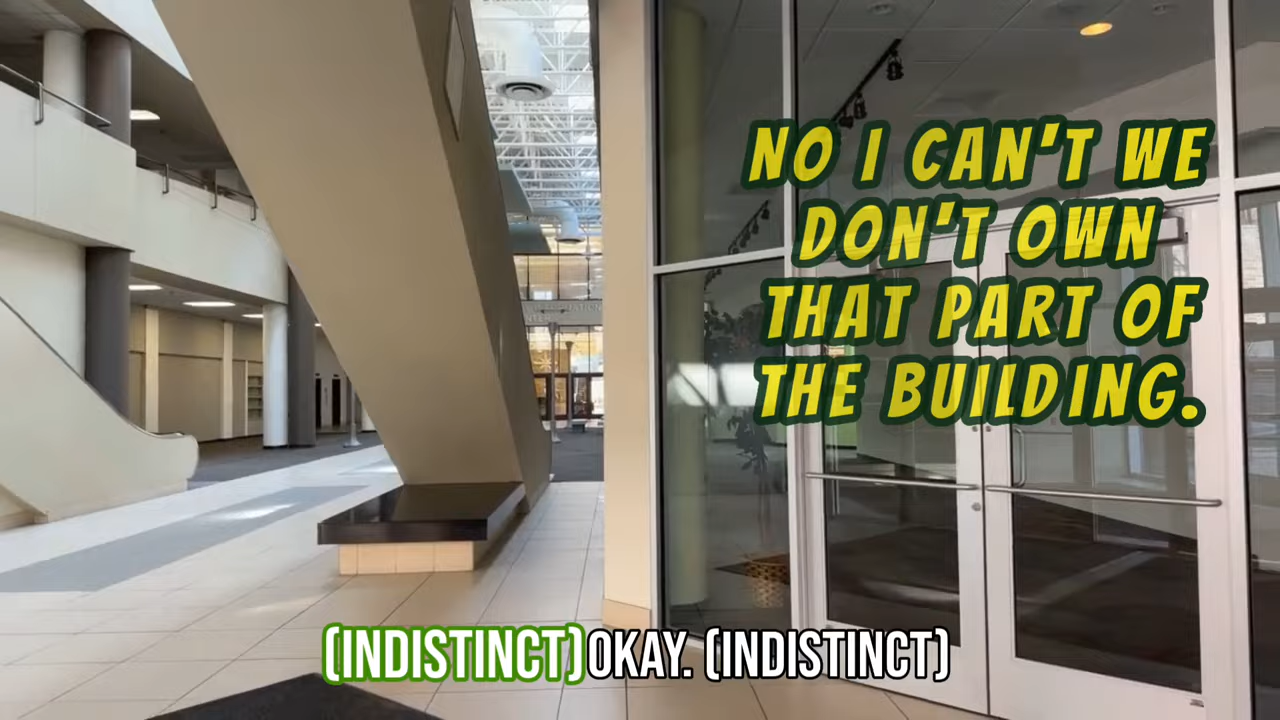 NO I CAN'T WE
DON'T OWN
THAT PART OF
THE BUILDING.
(INDISTINCT) OKAY. (INDISTINCT)